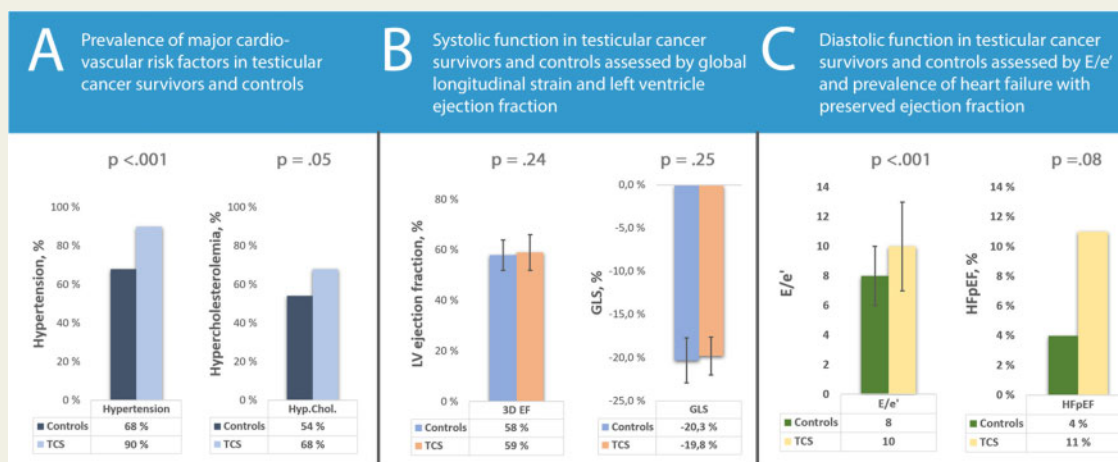 A
Prevalence of major cardio-
vascular risk factors in testicular
cancer survivors and controls
p <.001
Hypertension, %
100 %
80 %
60 %
40 %
20 %
0 %
Hypertension
Controls 68 %
TCS 90 %
p = .05
Hypercholesterolemia, %
100 %
80 %
60 %
40 %
20 %
0 %
Hyp.Chol.
Controls 54 %
TCS 68 %
B
Systolic function in testicular cancer
survivors and controls assessed by global
longitudinal strain and left ventricle
ejection fraction
p = .24
LV ejection fraction, %
80 %
60 %
40 %
20 %
0 %
3D EF
Controls 58 %
TCS 59 %
p = .25
GLS, %
0,0 %
-5,0 %
-10,0 %
-15,0 %
-20,0 %
-25,0 %
GLS
Controls -20,3 %
TCS -19,8 %
C
Diastolic function in testicular cancer
survivors and controls assessed by E/e'
and prevalence of heart failure with
preserved ejection fraction
p <.001
E/e'
14
12
10
8
6
4
2
0
E/e'
Controls 8
TCS 10
p =.08
HFpEF, %
14 %
12 %
10 %
8 %
6 %
4 %
2 %
0 %
HFpEF
Controls 4 %
TCS 11 %